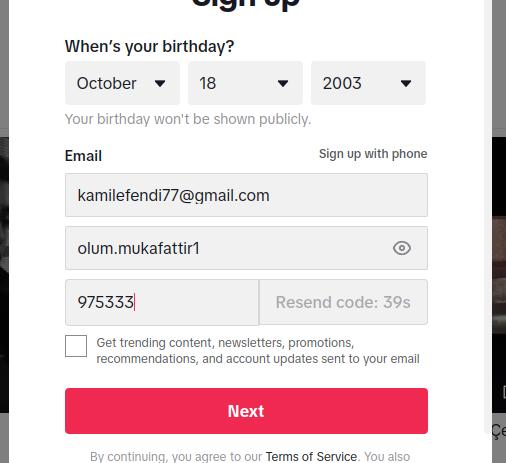 Sign up
When's your birthday?
October 18 2003
Your birthday won't be shown publicly.
Email Sign up with phone
kamilefendi77@gmail.com
olum.mukafattir1
975333 Resend code: 39s
Get trending content, newsletters, promotions,
recommendations, and account updates sent to your email
Next
By continuing, you agree to our Terms of Service. You also